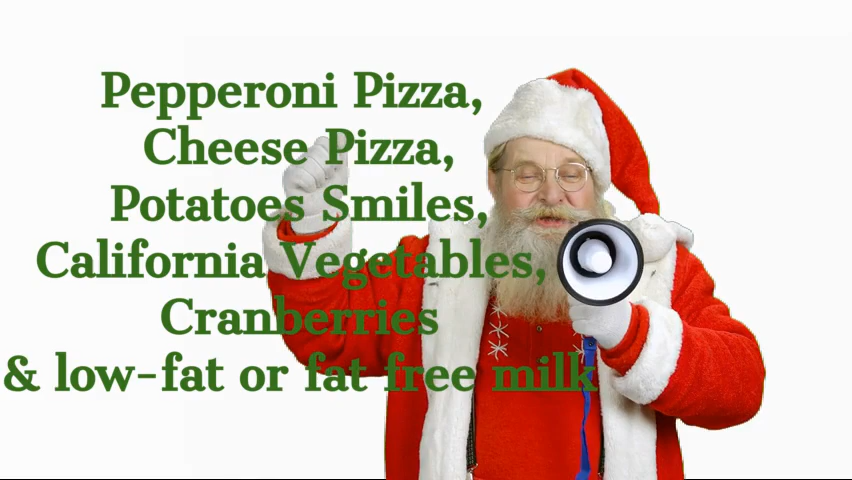 Pepperoni Pizza,
Cheese Pizza,
Potatoes Smiles,
California Vegetables,
Cranberries
& low-fat or fat free milk